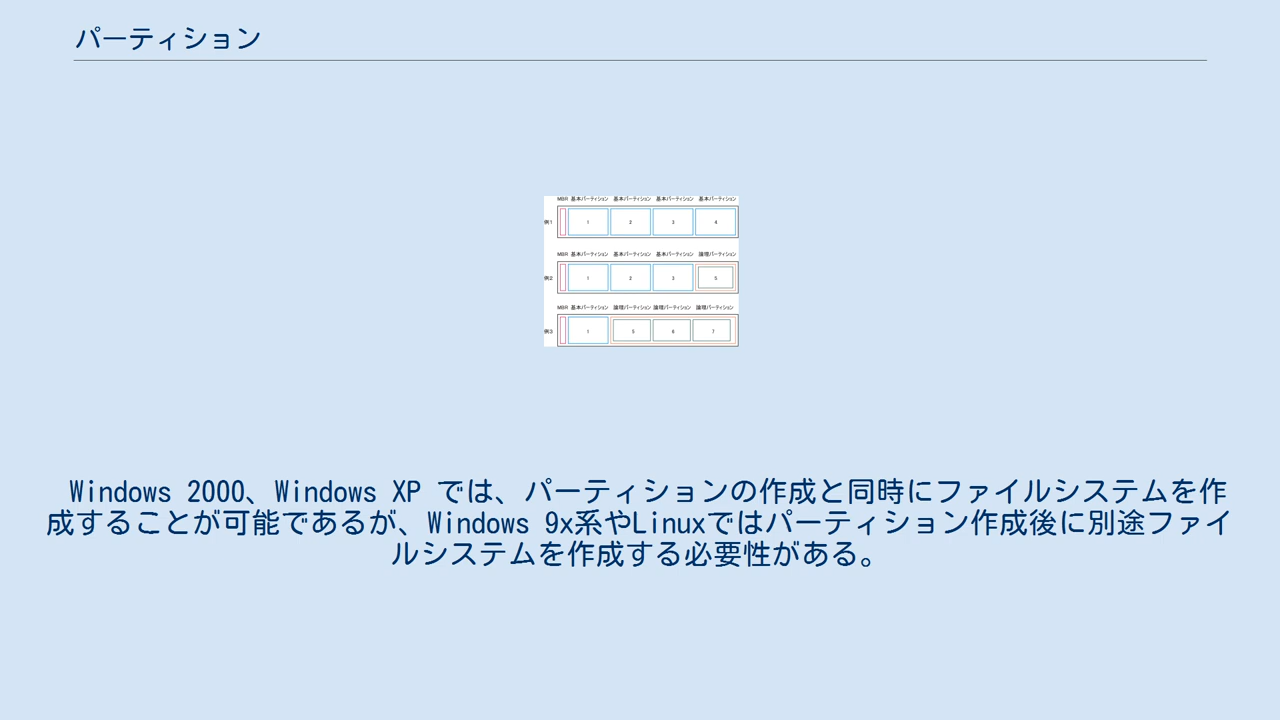 パーティション
MBR 基本パーティション 基本パーティション 基本パーティション 基本パーティション
例1 1 2 3 4
MBR 基本パーティション 基本パーティション 基本パーティション 論理パーティション
例2 1 2 3 5
MBR 基本パーティション 論理パーティション 論理パーティション 論理パーティション
例3 1 5 6 7
Windows 2000、Windows XP では、パーティションの作成と同時にファイルシステムを作
成することが可能であるが、Windows 9x系やLinuxではパーティション作成後に別途ファイ
ルシステムを作成する必要性がある。